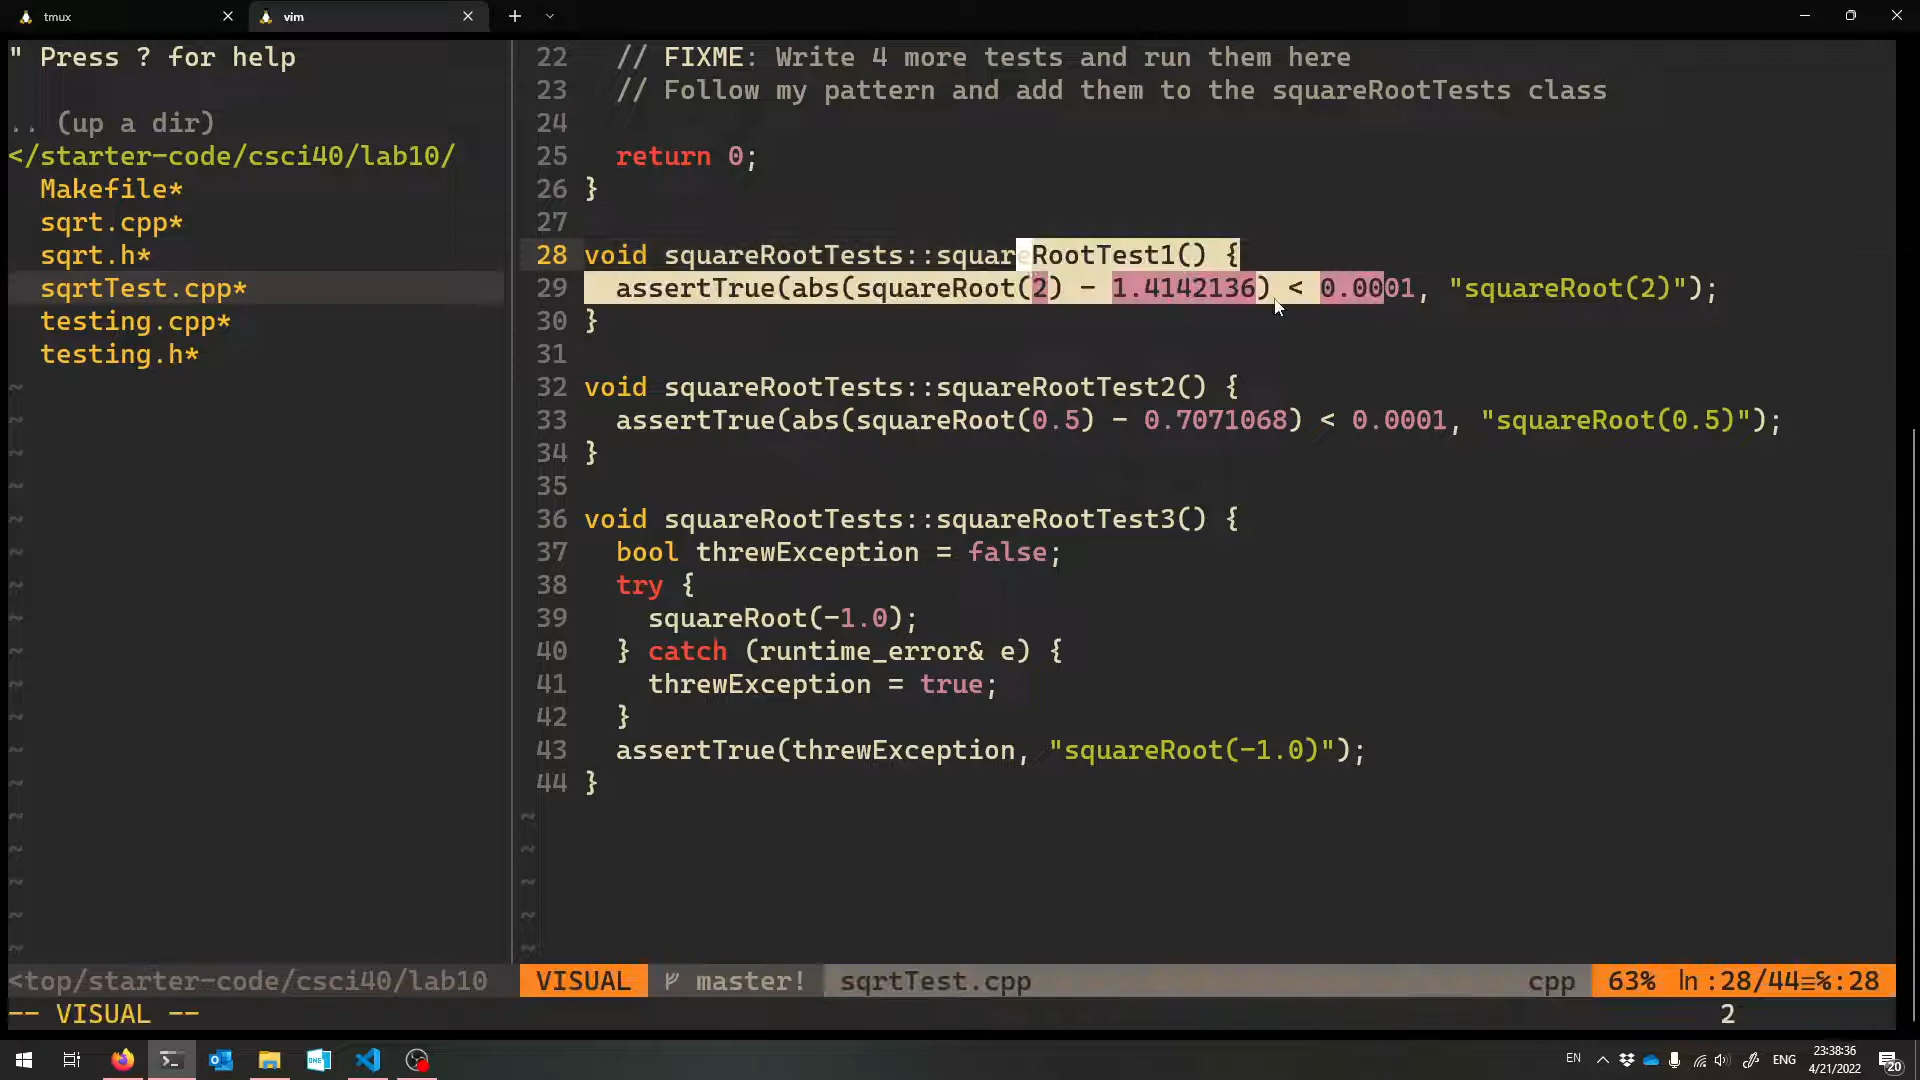 tmux
vim
" Press ? for help
.. (up a dir)
</starter-code/csci40/lab10/
Makefile*
sqrt.cpp*
sqrt.h*
sqrtTest.cpp*
testing.cpp*
testing.h*
22 // FIXME: Write 4 more tests and run them here
23 // Follow my pattern and add them to the squareRootTests class
24
25 return 0;
26 }
27
28 void squareRootTests::squareRootTest1() {
29 assertTrue(abs(squareRoot(2) - 1.4142136) < 0.0001, "squareRoot(2)");
30 }
31
32 void squareRootTests::squareRootTest2() {
33 assertTrue(abs(squareRoot(0.5) - 0.7071068) < 0.0001, "squareRoot(0.5)");
34 }
35
36 void squareRootTests::squareRootTest3() {
37 bool threwException = false;
38 try {
39 squareRoot(-1.0);
40 } catch (runtime_error& e) {
41 threwException = true;
42 }
43 assertTrue(threwException, "squareRoot(-1.0)");
44 }
<top/starter-code/csci40/lab10
VISUAL master! sqrtTest.cpp cpp 63% ln:28/44≡%:28
-- VISUAL -- 2
EN ENG 23:38:36
4/21/2022
20